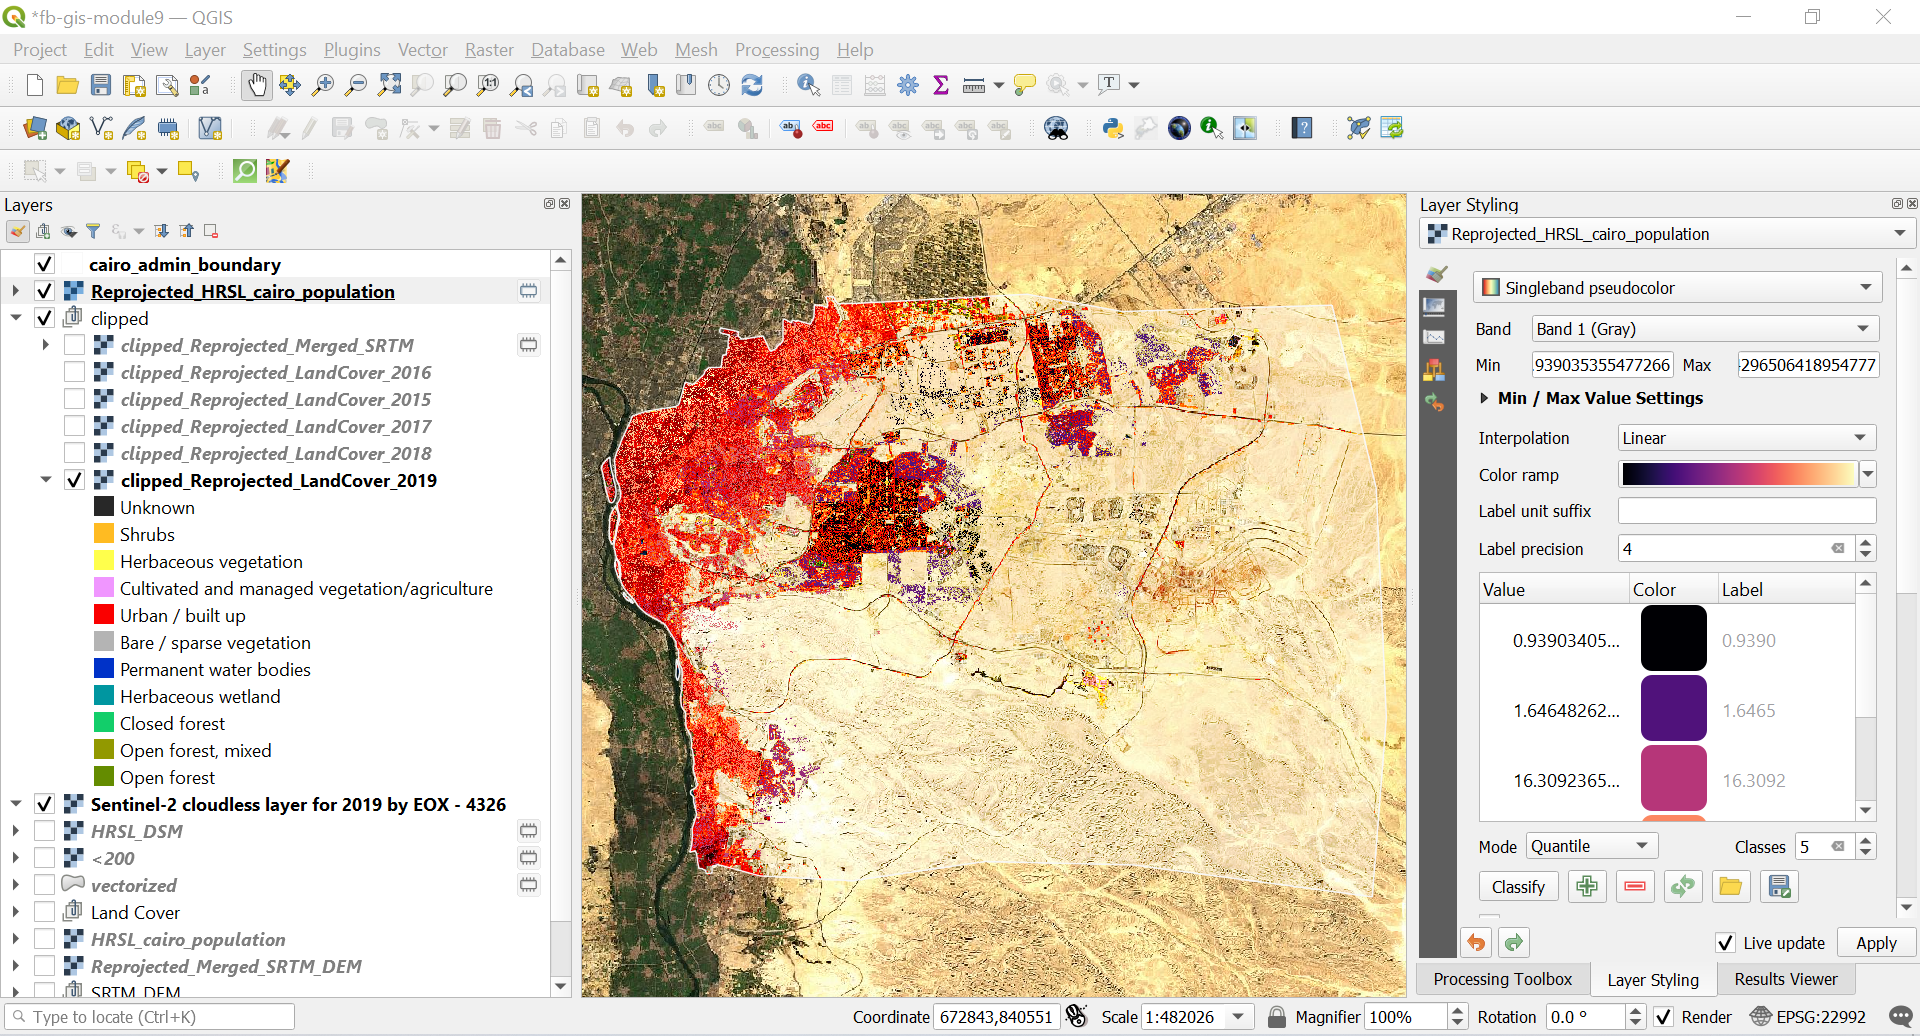 *fb-gis-module9 — QGIS
Project Edit View Layer Settings Plugins Vector Raster Database Web Mesh Processing Help
Layers
cairo_admin_boundary
Reprojected_HRSL_cairo_population
clipped
clipped_Reprojected_Merged_SRTM
clipped_Reprojected_LandCover_2016
clipped_Reprojected_LandCover_2015
clipped_Reprojected_LandCover_2017
clipped_Reprojected_LandCover_2018
clipped_Reprojected_LandCover_2019
Unknown
Shrubs
Herbaceous vegetation
Cultivated and managed vegetation/agriculture
Urban / built up
Bare / sparse vegetation
Permanent water bodies
Herbaceous wetland
Closed forest
Open forest, mixed
Open forest
Sentinel-2 cloudless layer for 2019 by EOX - 4326
HRSL_DSM
<200
vectorized
Land Cover
HRSL_cairo_population
Reprojected_Merged_SRTM_DEM
SRTM_DEM
Layer Styling
Reprojected_HRSL_cairo_population
Singleband pseudocolor
Band Band 1 (Gray)
Min 939035355477266 Max 296506418954777
Min / Max Value Settings
Interpolation Linear
Color ramp
Label unit suffix
Label precision 4
Value Color Label
0.93903405... 0.9390
1.64648262... 1.6465
16.3092365... 16.3092
Mode Quantile Classes 5
Classify
Live update Apply
Processing Toolbox Layer Styling Results Viewer
Type to locate (Ctrl+K) Coordinate 672843,840551 Scale 1:482026 Magnifier 100% Rotation 0.0 ° Render EPSG:22992